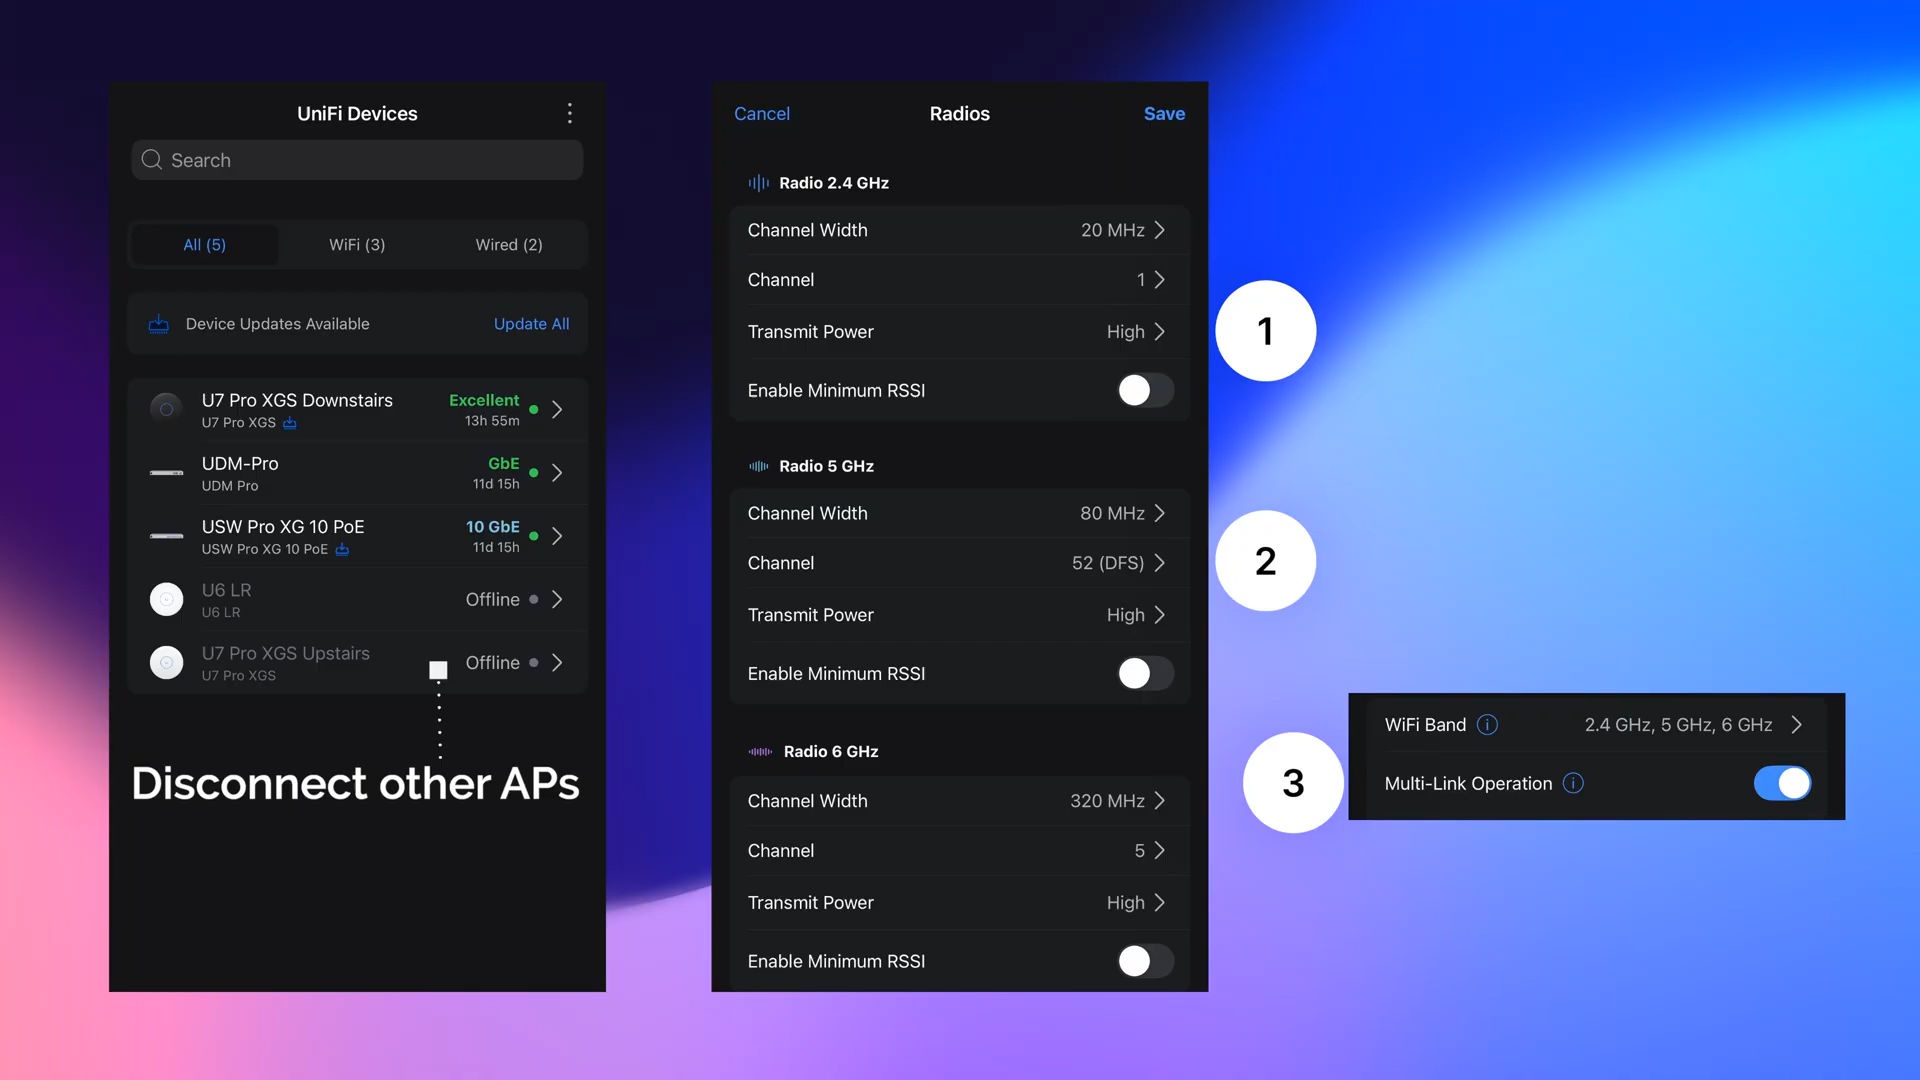 UniFi Devices
Search
All (5)
WiFi (3)
Wired (2)
Device Updates Available
Update All
U7 Pro XGS Downstairs
Excellent
U7 Pro XGS
13h 55m
UDM-Pro
GbE
UDM Pro
11d 15h
USW Pro XG 10 PoE
10 GbE
USW Pro XG 10 PoE
11d 15h
U6 LR
Offline
U6 LR
U7 Pro XGS Upstairs
Offline
U7 Pro XGS
Disconnect other APs
Cancel
Radios
Save
Radio 2.4 GHz
Channel Width
20 MHz
Channel
1
Transmit Power
High
Enable Minimum RSSI
Radio 5 GHz
Channel Width
80 MHz
Channel
52 (DFS)
Transmit Power
High
Enable Minimum RSSI
Radio 6 GHz
Channel Width
320 MHz
Channel
5
Transmit Power
High
Enable Minimum RSSI
1
2
3
WiFi Band
2.4 GHz, 5 GHz, 6 GHz
Multi-Link Operation